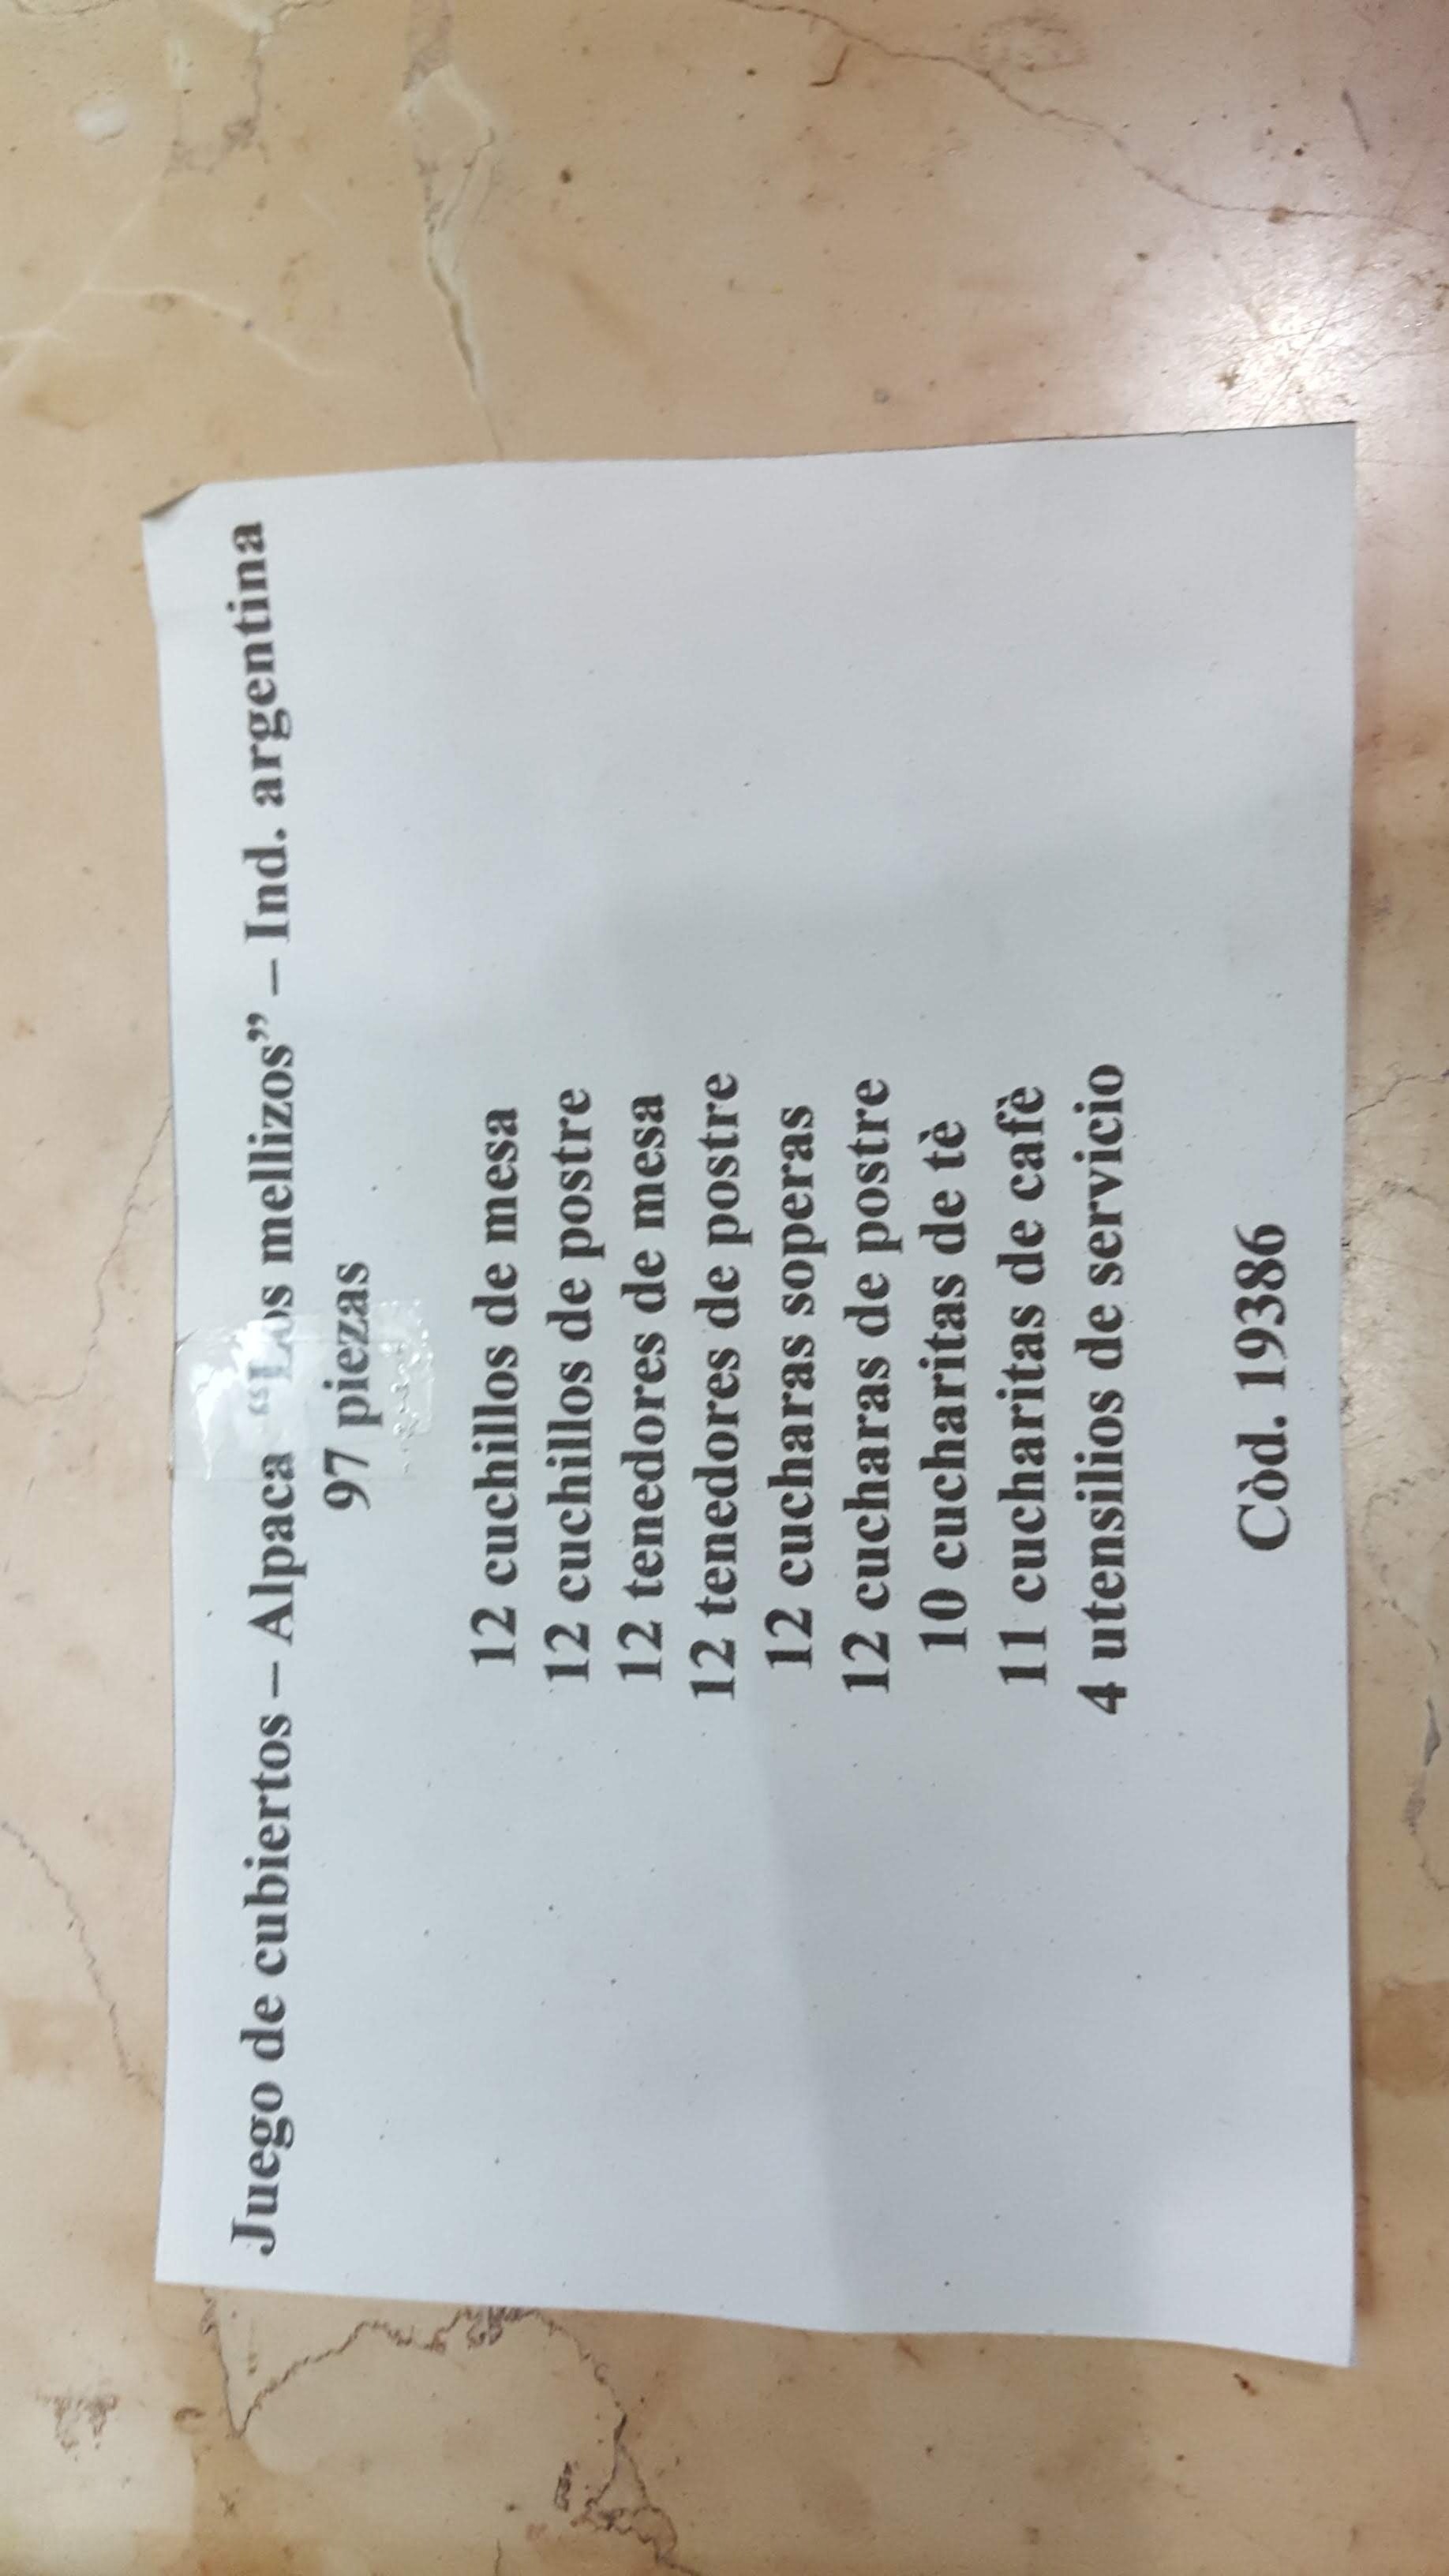 Juego de cubiertos – Alpaca “Los mellizos” – Ind. argentina
97 piezas
12 cuchillos de mesa
12 cuchillos de postre
12 tenedores de mesa
12 tenedores de postre
12 cucharas soperas
12 cucharas de postre
10 cucharitas de tè
11 cucharitas de cafè
4 utensilios de servicio
Còd. 19386